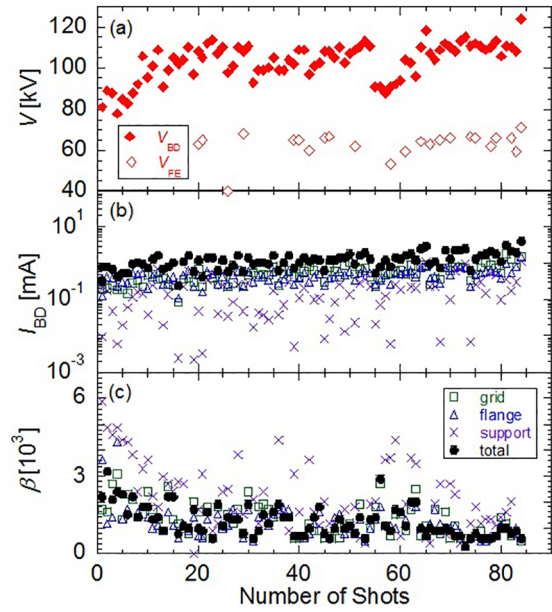 (a)
V [kV]
120
100
80
60
40
V_BD
V_FE
(b)
I_BD [mA]
10^1
10^-1
10^-3
(c)
β [10^3]
6
3
0
grid
flange
support
total
0 20 40 60 80 100
Number of Shots